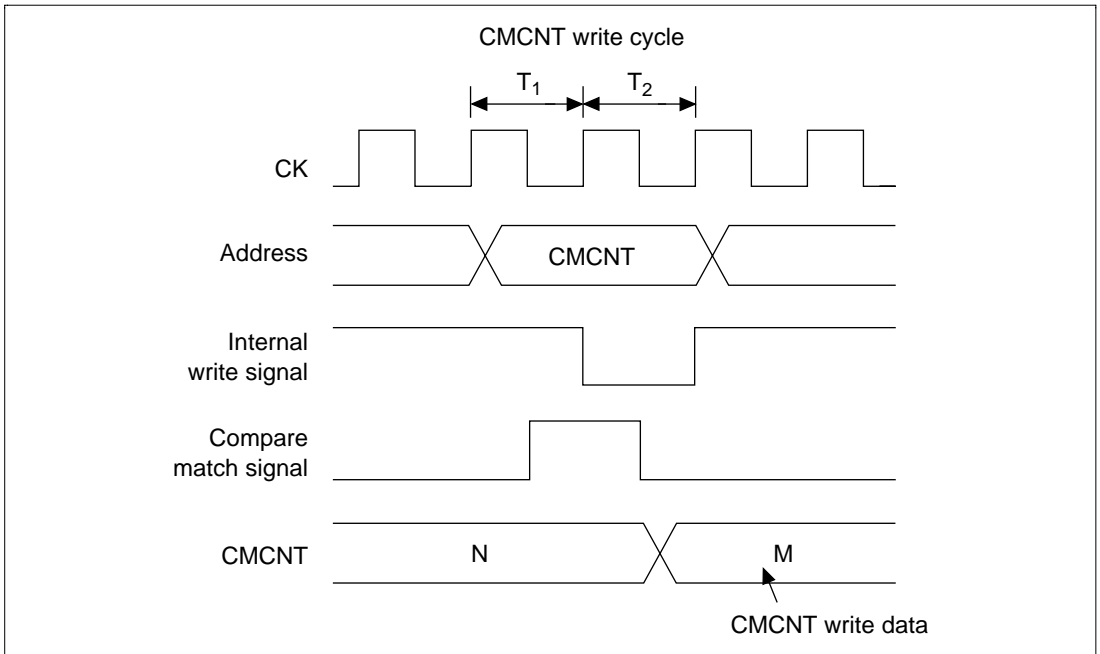 CMCNT write cycle
T1 T2
CK
Address
CMCNT
Internal
write signal
Compare
match signal
CMCNT
N
M
CMCNT write data